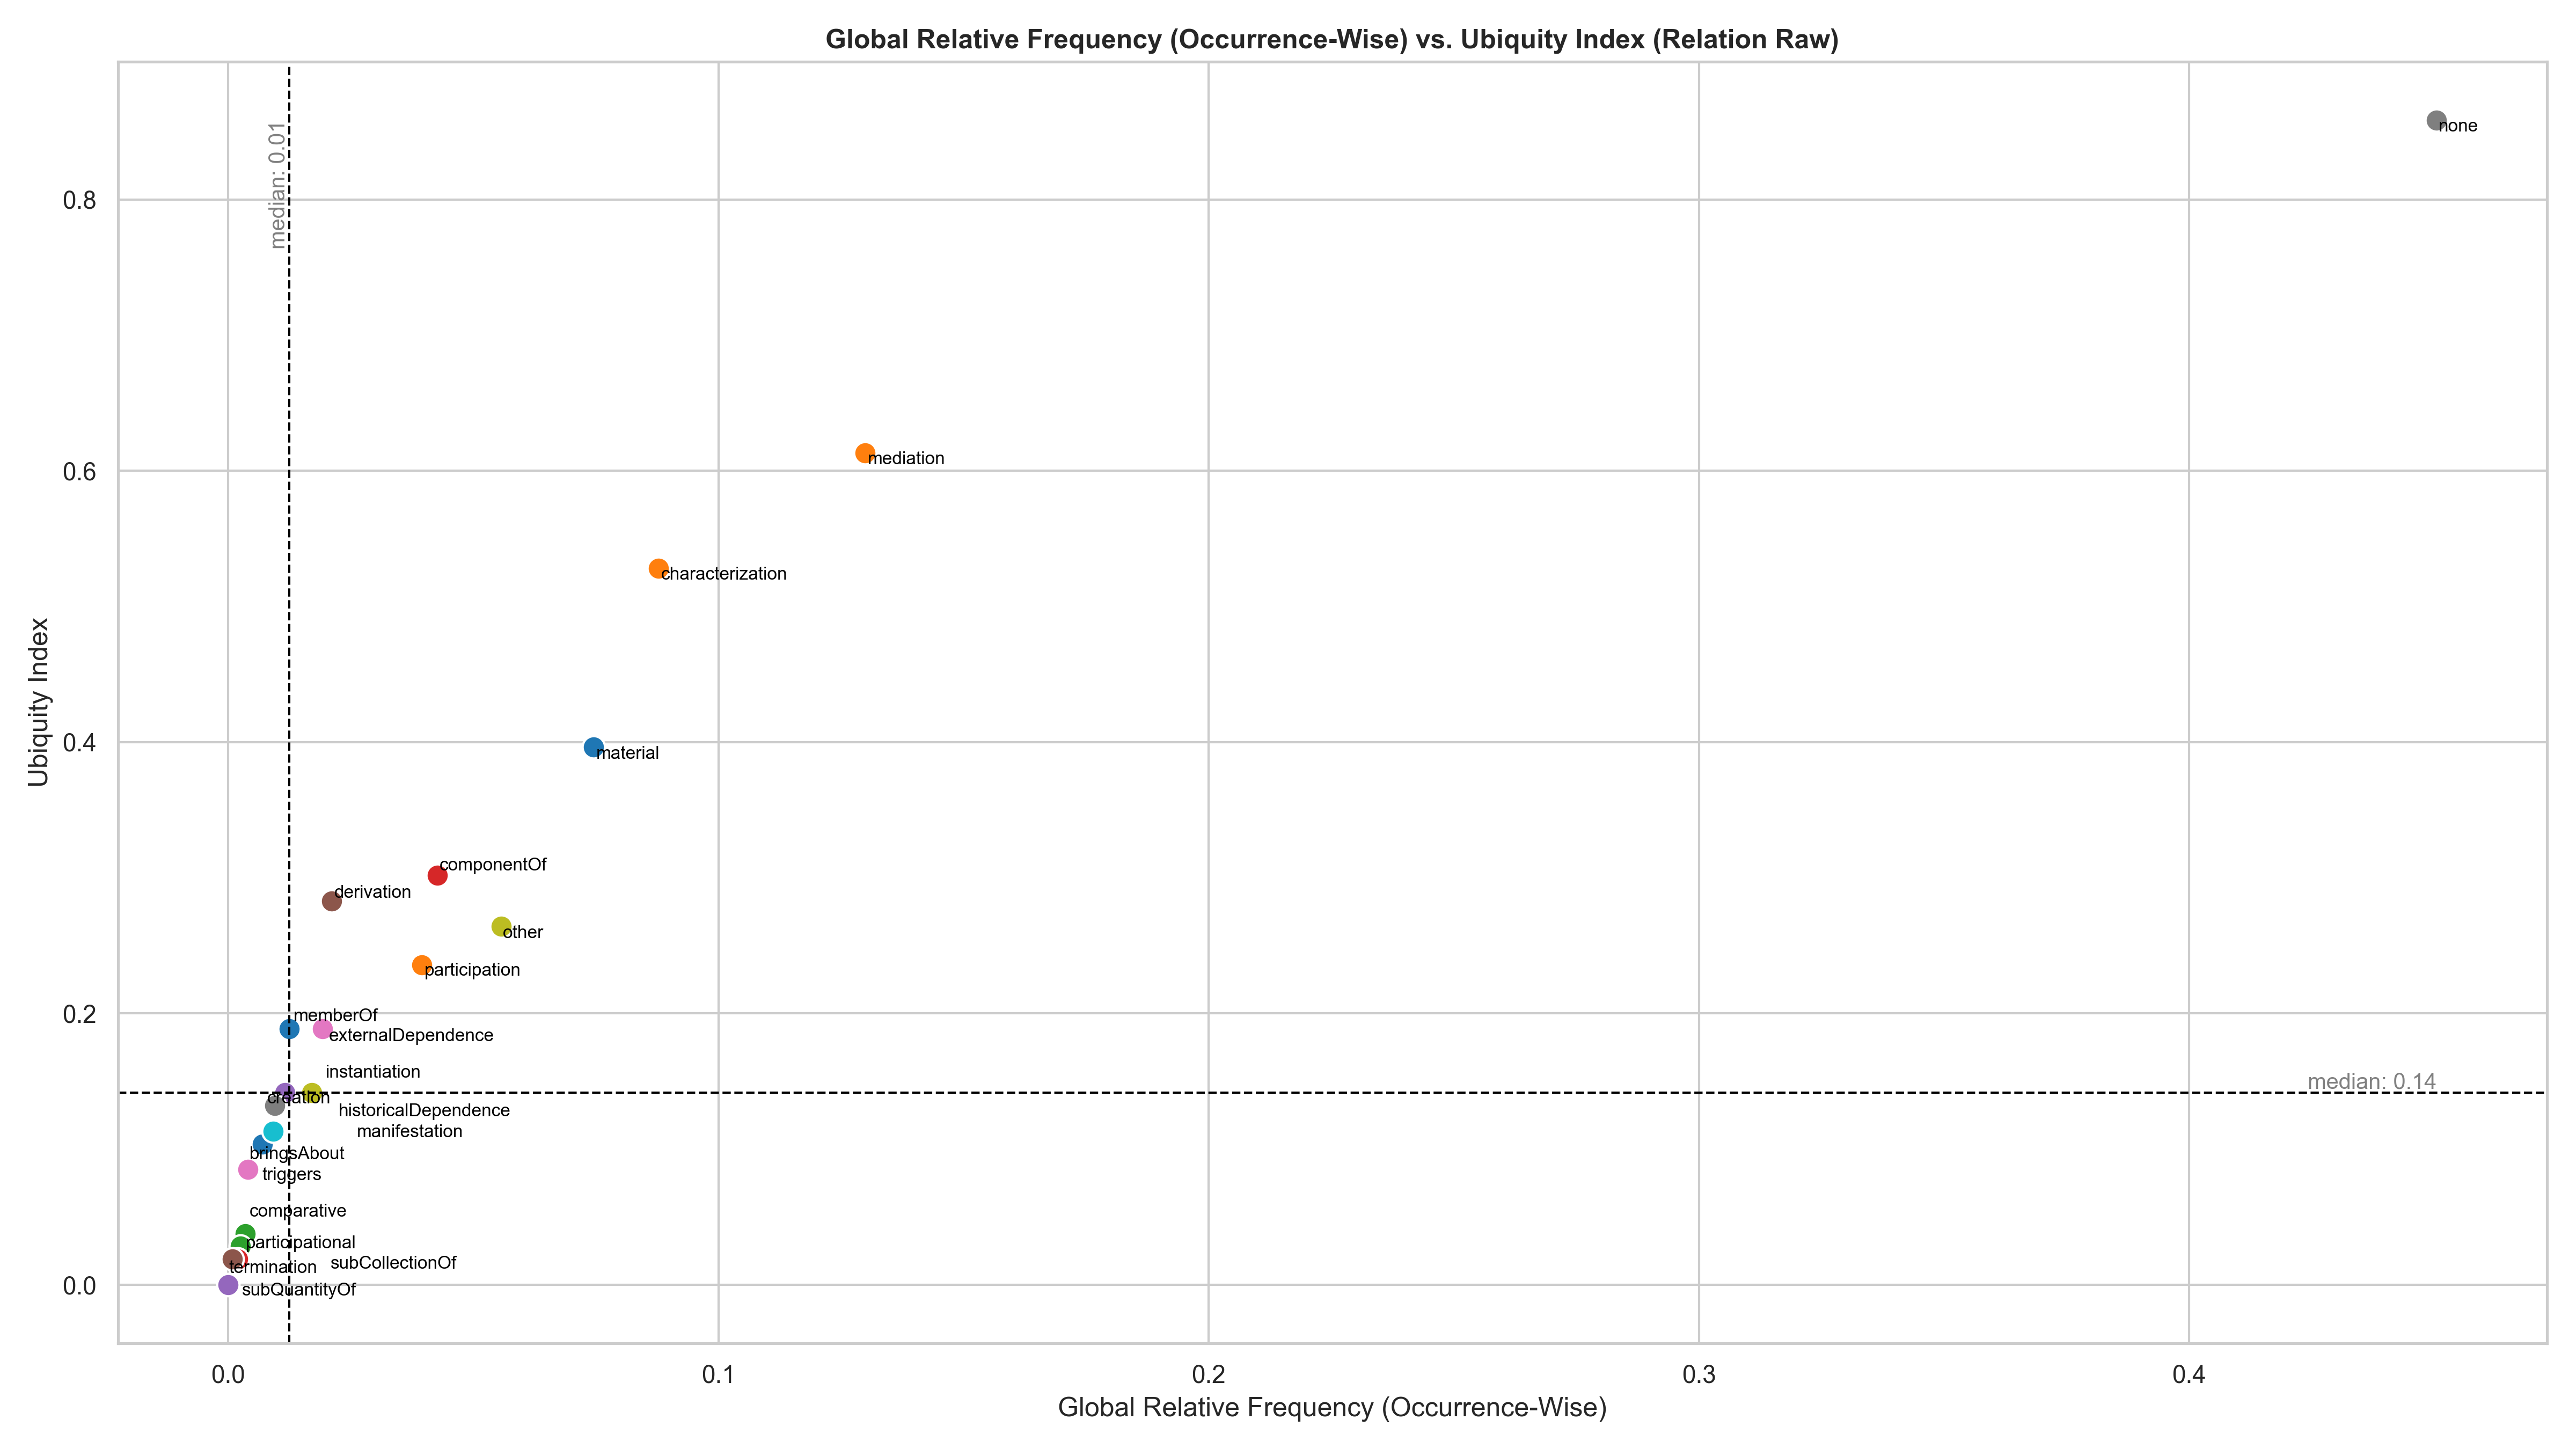 Global Relative Frequency (Occurrence-Wise) vs. Ubiquity Index (Relation Raw)
median: 0.01
none
0.8
mediation
0.6
characterization
Ubiquity Index
0.4
material
componentOf
derivation
other
participation
0.2
memberOf
externalDependence
instantiation
median: 0.14
creation
historicalDependence
manifestation
bringsAbout
triggers
comparative
participational
subCollectionOf
termination
0.0
subQuantityOf
0.0
0.1
0.2
0.3
0.4
Global Relative Frequency (Occurrence-Wise)